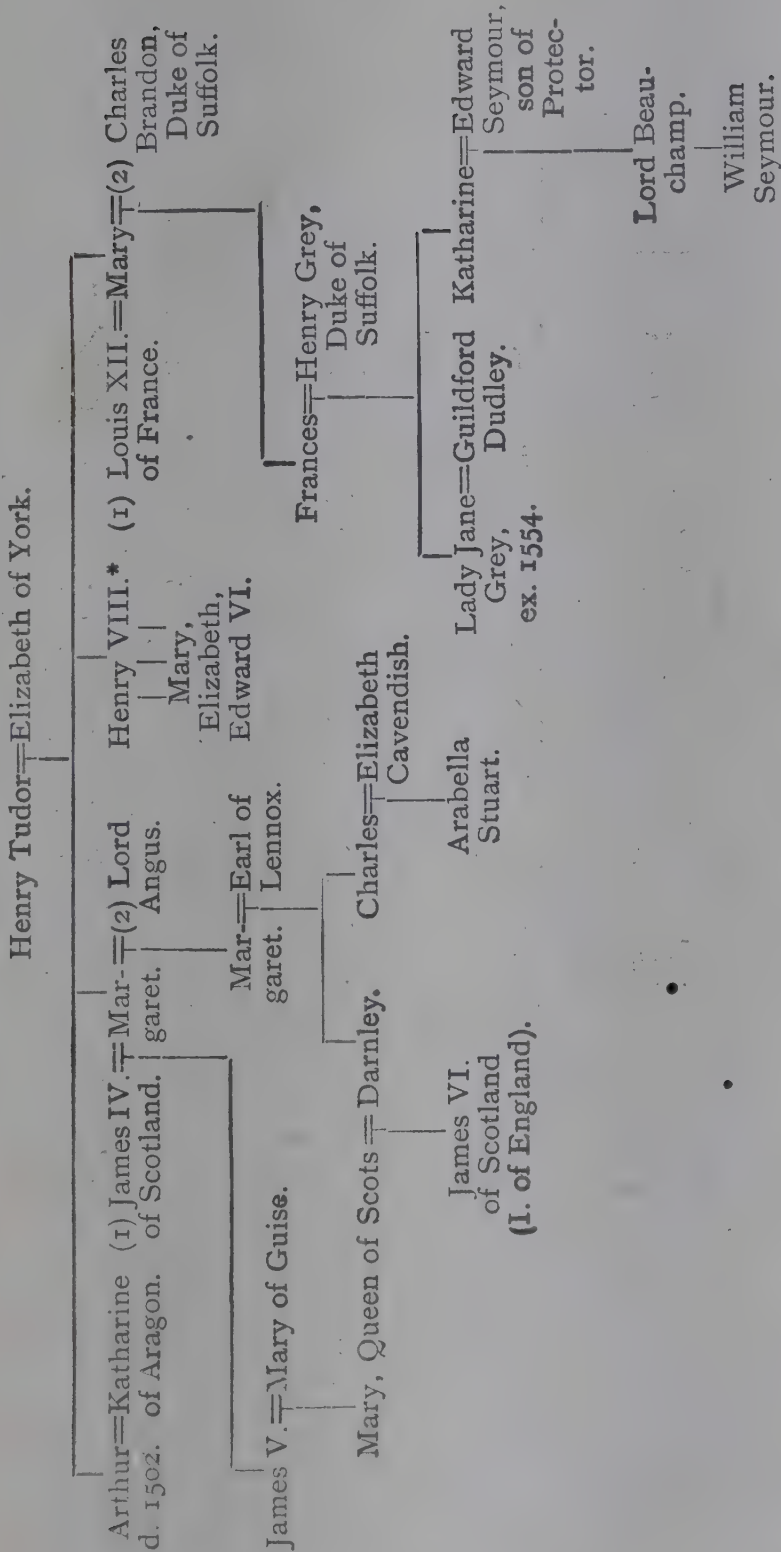 Henry Tudor=Elizabeth of York.
Arthur=Katharine (1) James IV.=Mar-=(2) Lord Henry VIII.* (1) Louis XII.=Mary=(2) Charles
d. 1502. of Aragon. of Scotland. garet. Angus. of France. Brandon,
Duke of
Suffolk.
Mary,
Elizabeth,
Edward VI.
James V.=Mary of Guise. Mar-=Earl of Frances=Henry Grey,
garet. Lennox. Duke of
Suffolk.
Mary, Queen of Scots=Darnley. Charles=Elizabeth Lady Jane=Guildford Katharine=Edward
Cavendish. Grey, Dudley. Seymour,
ex. 1554. son of
Protec-
tor.
James VI. Arabella
of Scotland Stuart.
(I. of England).
Lord Beau-
champ.
William
Seymour.